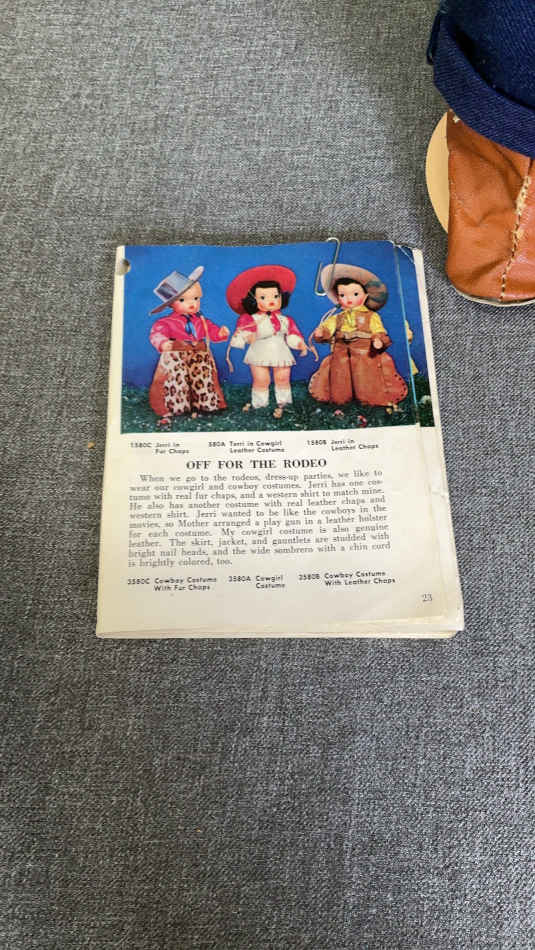 1580C Jerri in Fur Chaps
580A Terri in Cowgirl Leather Costume
1580B Jerri in Leather Chaps
OFF FOR THE RODEO
When we go to the rodeos, dress-up parties, we like to
wear our cowgirl and cowboy costumes. Jerri has one cos-
tume with real fur chaps, and a western shirt to match mine.
He also has another costume with real leather chaps and
western shirt. Jerri wanted to be like the cowboys in the
movies, so Mother arranged a play gun in a leather holster
for each costume. My cowgirl costume is also genuine
leather. The skirt, jacket, and gauntlets are studded with
bright nail heads, and the wide sombrero with a chin cord
is brightly colored, too.
3580C Cowboy Costume With Fur Chaps
3580A Cowgirl Costume
3580B Cowboy Costume With Leather Chaps
23